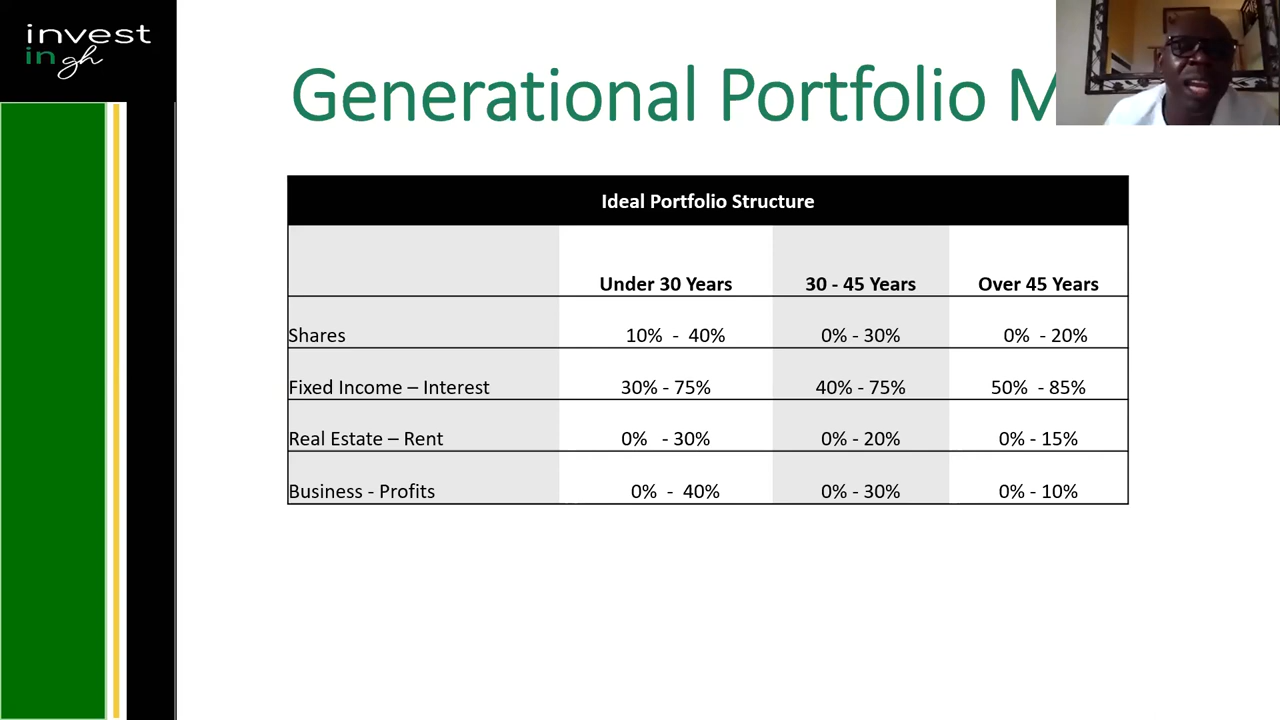 invest
in gh
Generational Portfolio M
Ideal Portfolio Structure
Under 30 Years 30 - 45 Years Over 45 Years
Shares 10% - 40% 0% - 30% 0% - 20%
Fixed Income – Interest 30% - 75% 40% - 75% 50% - 85%
Real Estate – Rent 0% - 30% 0% - 20% 0% - 15%
Business - Profits 0% - 40% 0% - 30% 0% - 10%